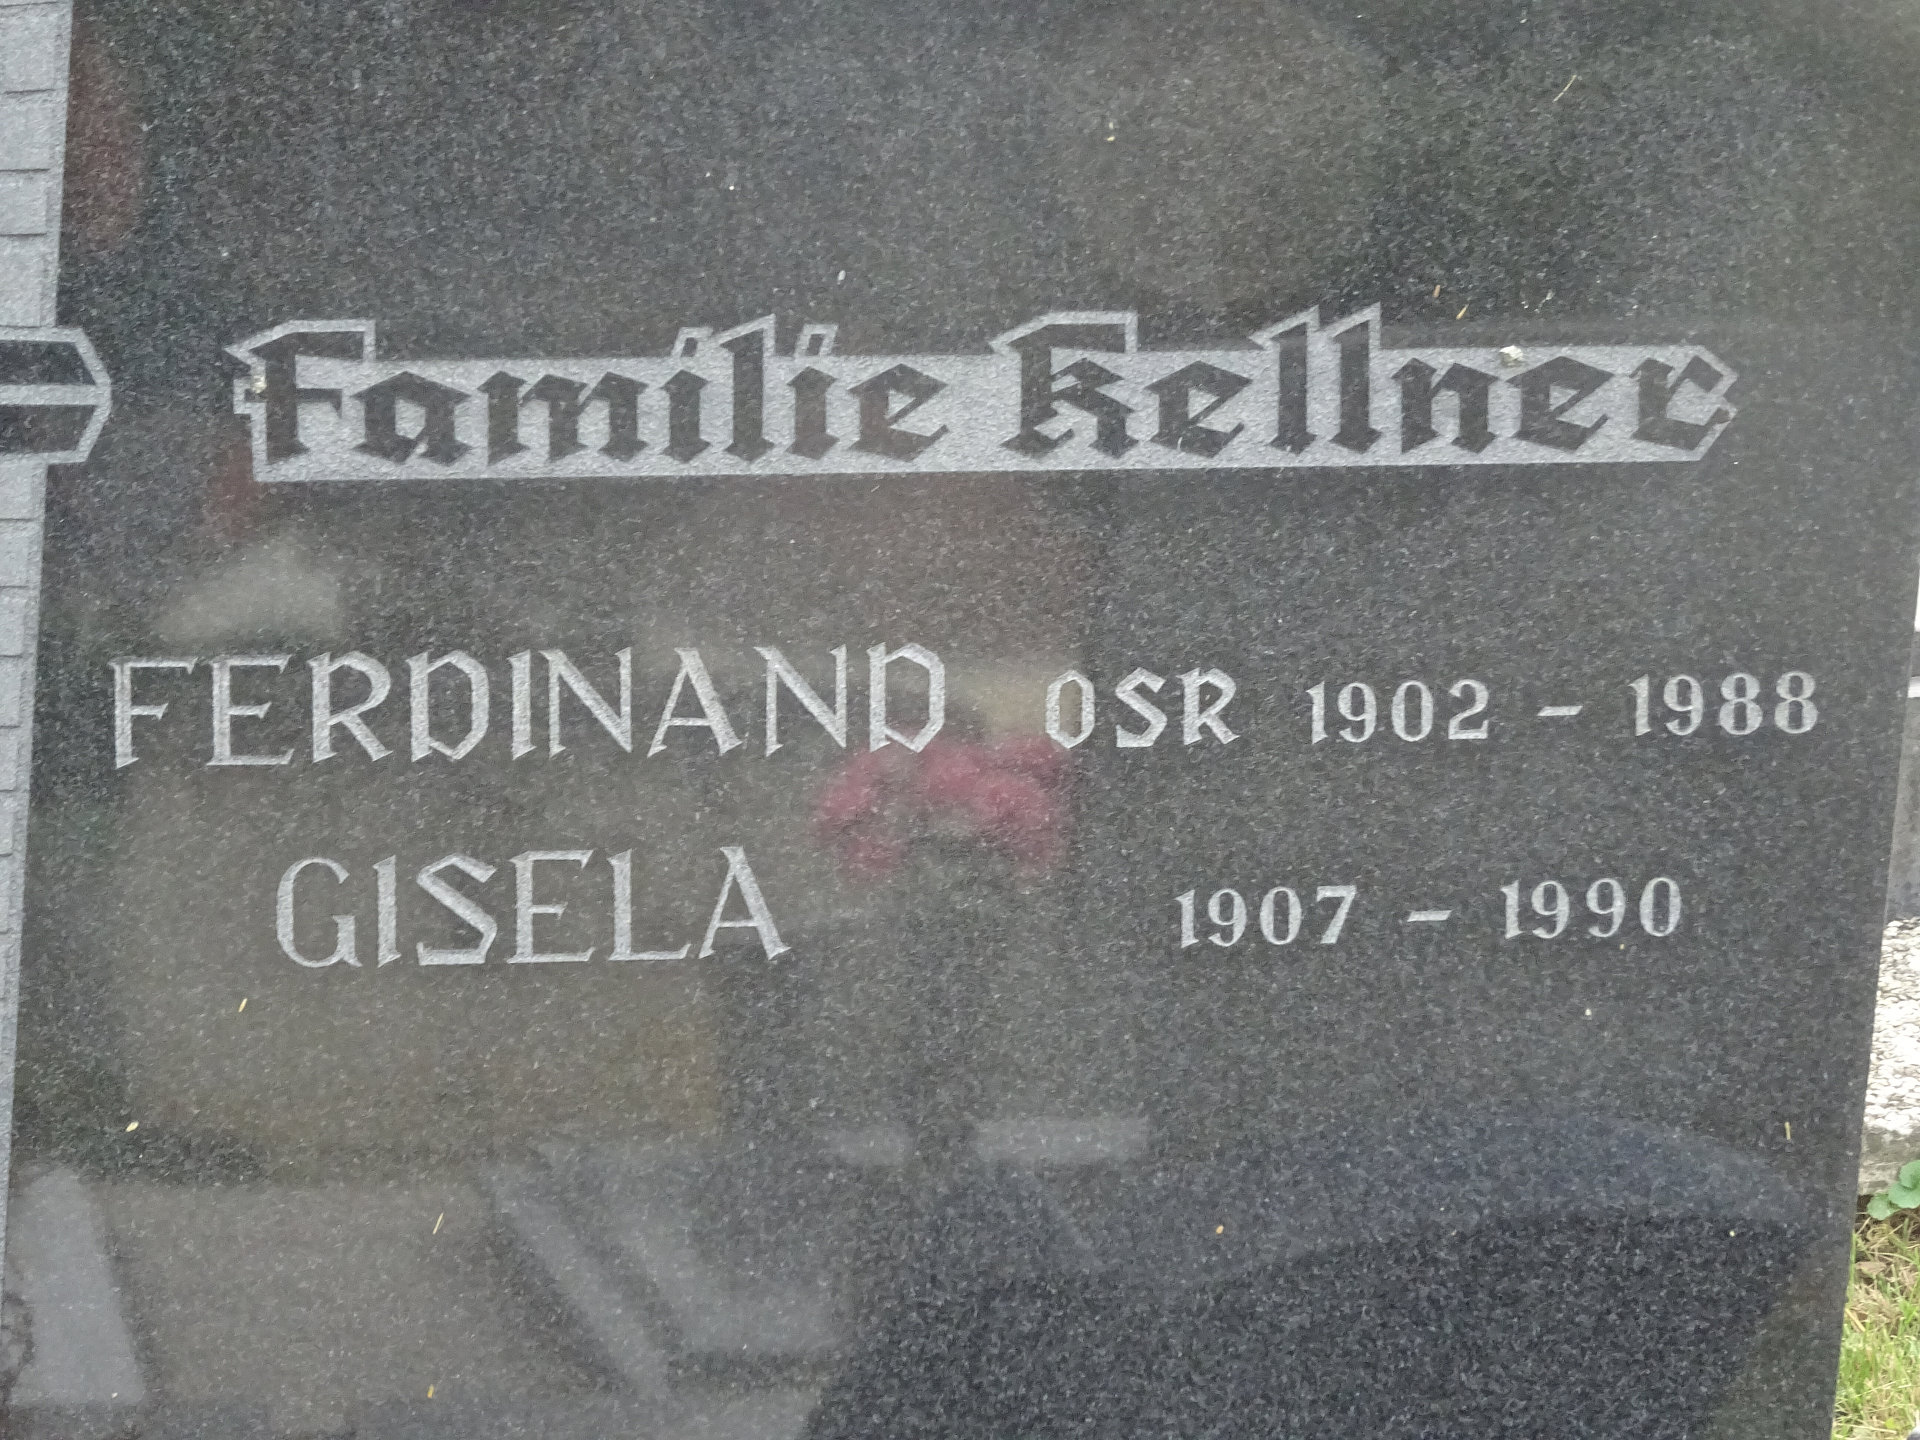 Familie Kellner
FERDINAND OSR 1902 - 1988
GISELA 1907 - 1990